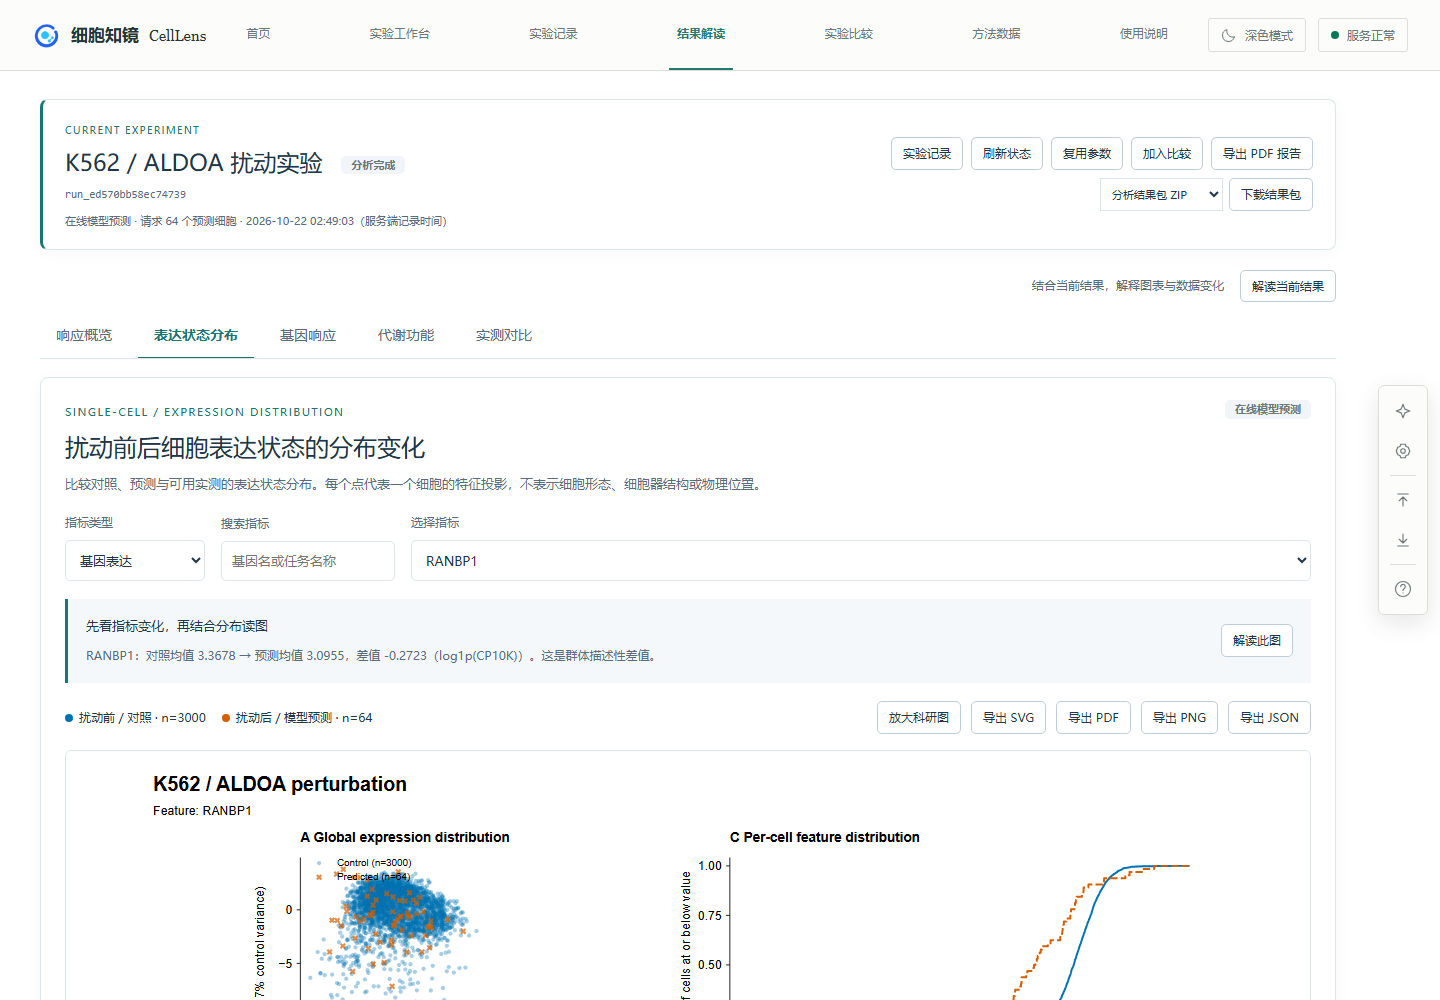 细胞知镜 CellLens
首页
实验工作台
实验记录
结果解读
实验比较
方法数据
使用说明
深色模式
服务正常
CURRENT EXPERIMENT
K562 / ALDOA 扰动实验 分析完成
run_ed570bb58ec74739
在线模型预测 · 请求 64 个预测细胞 · 2026-10-22 02:49:03（服务端记录时间）
实验记录 刷新状态 复用参数 加入比较 导出 PDF 报告
分析结果包 ZIP 下载结果包
结合当前结果，解释图表与数据变化 解读当前结果
响应概览 表达状态分布 基因响应 代谢功能 实测对比
SINGLE-CELL / EXPRESSION DISTRIBUTION
在线模型预测
扰动前后细胞表达状态的分布变化
比较对照、预测与可用实测的表达状态分布。每个点代表一个细胞的特征投影，不表示细胞形态、细胞器结构或物理位置。
指标类型 搜索指标 选择指标
基因表达 基因名或任务名称 RANBP1
先看指标变化，再结合分布读图
RANBP1：对照均值 3.3678 → 预测均值 3.0955，差值 -0.2723（log1p(CP10K)）。这是群体描述性差值。
解读此图
扰动前 / 对照 · n=3000 扰动后 / 模型预测 · n=64
放大科研图 导出 SVG 导出 PDF 导出 PNG 导出 JSON
K562 / ALDOA perturbation
Feature: RANBP1
A Global expression distribution
Control (n=3000)
Predicted (n=64)
0
−5
7% control variance)
C Per-cell feature distribution
1.00
0.75
0.50
f cells at or below value